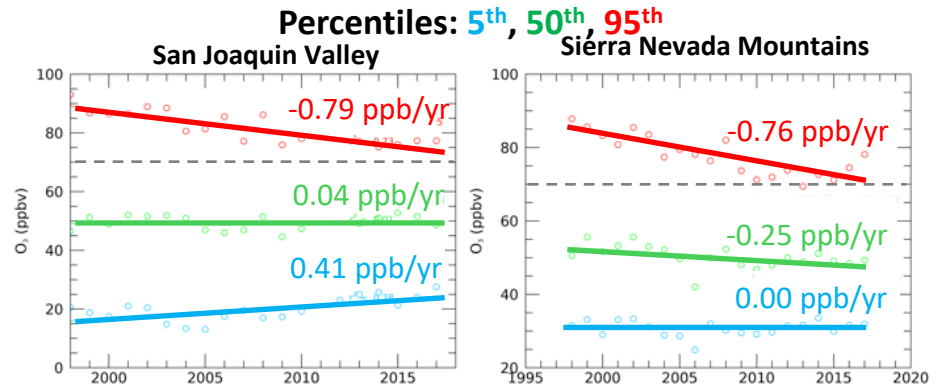 Percentiles: 5th, 50th, 95th
San Joaquin Valley
100
80
60
40
20
0
O₃ (ppbv)
-0.79 ppb/yr
0.04 ppb/yr
0.41 ppb/yr
2000 2005 2010 2015
Sierra Nevada Mountains
100
80
60
40
20
O₃ (ppbv)
-0.76 ppb/yr
-0.25 ppb/yr
0.00 ppb/yr
1995 2000 2005 2010 2015 2020